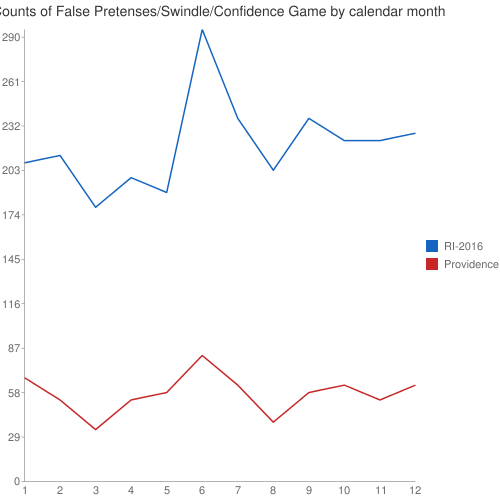 ounts of False Pretenses/Swindle/Confidence Game by calendar month
290
261
232
203
174
145
116
87
58
29
0
1 2 3 4 5 6 7 8 9 10 11 12
RI-2016
Providence